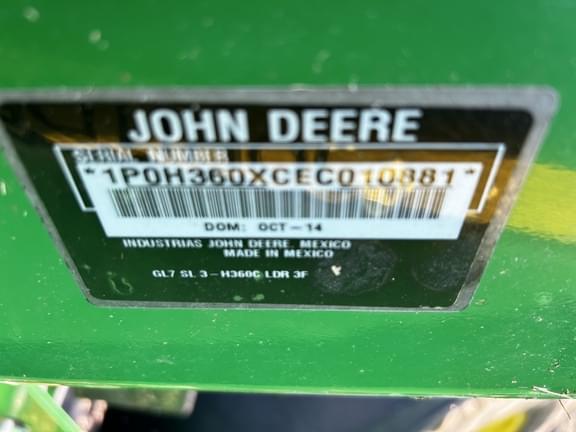 JOHN DEERE
SERIAL NUMBER
*1P0H360XCEC010881*
DOM: OCT-14
INDUSTRIAS JOHN DEERE, MEXICO
MADE IN MEXICO
GL7 SL 3-H360C LDR 3F